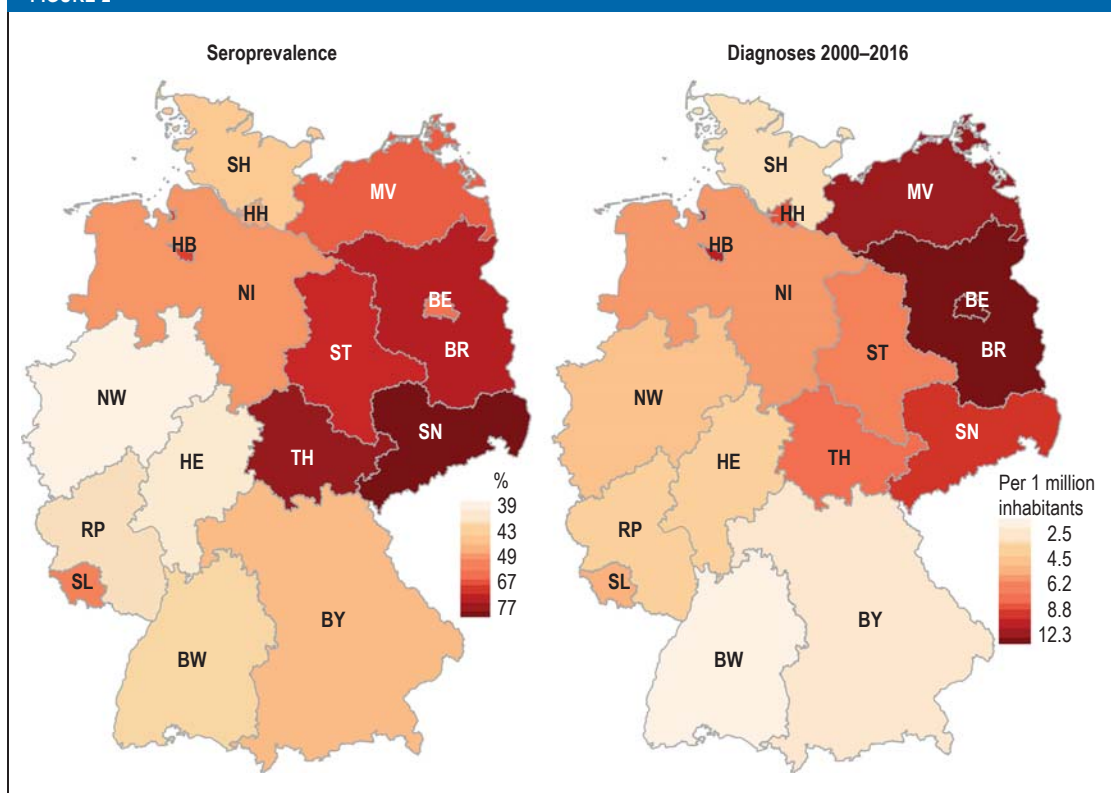 Seroprevalence
SH
HH
MV
HB
NI
BE
ST
BR
NW
SN
TH
HE
RP
SL
BY
BW
%
39
43
49
67
77
Diagnoses 2000–2016
SH
HH
MV
HB
NI
BE
ST
BR
NW
SN
TH
HE
RP
SL
BY
BW
Per 1 million
inhabitants
2.5
4.5
6.2
8.8
12.3